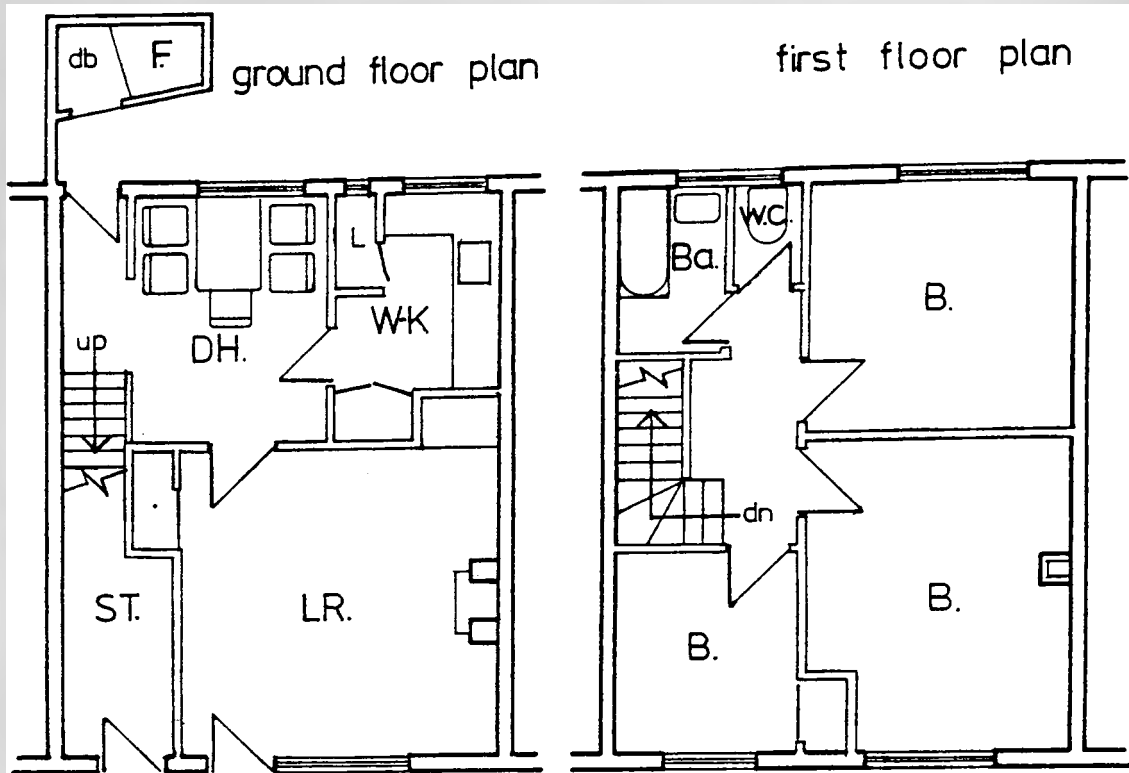 db
F.
ground floor plan
first floor plan
L
W.C.
Ba.
B.
W-K
DH.
up
dn
ST.
LR.
B.
B.